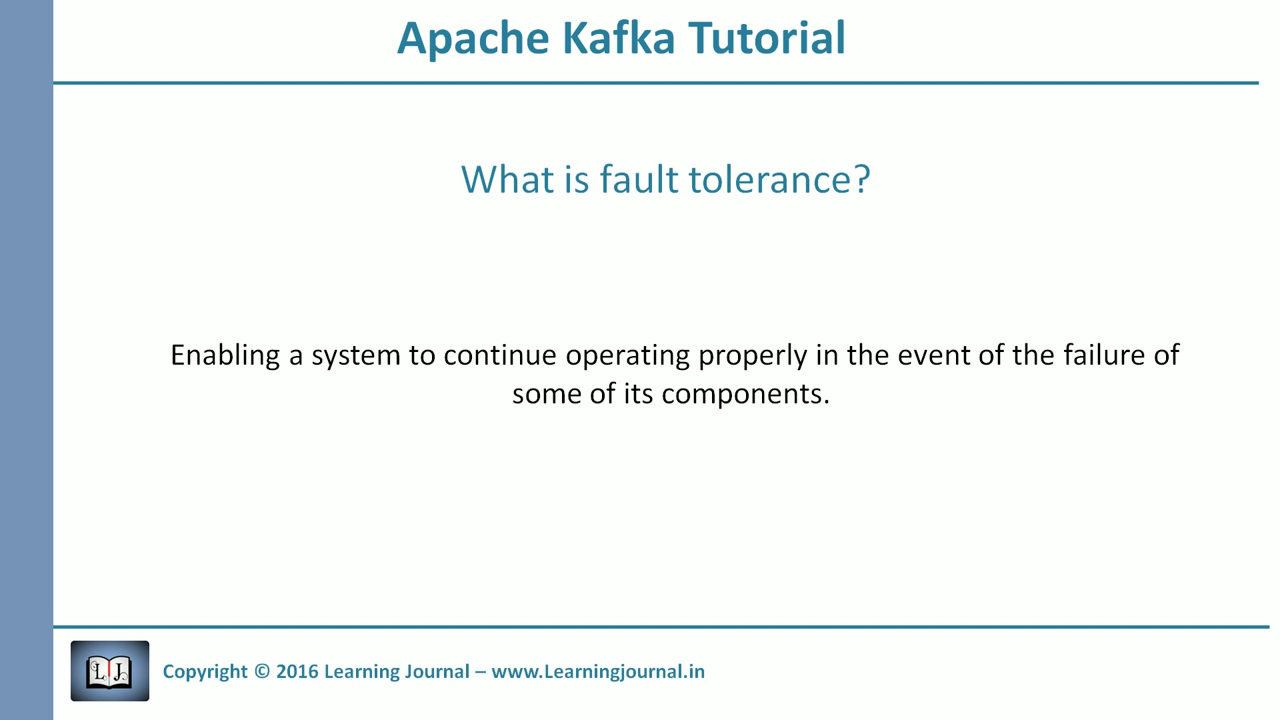 Apache Kafka Tutorial
What is fault tolerance?
Enabling a system to continue operating properly in the event of the failure of
some of its components.
L J
Copyright © 2016 Learning Journal – www.Learningjournal.in